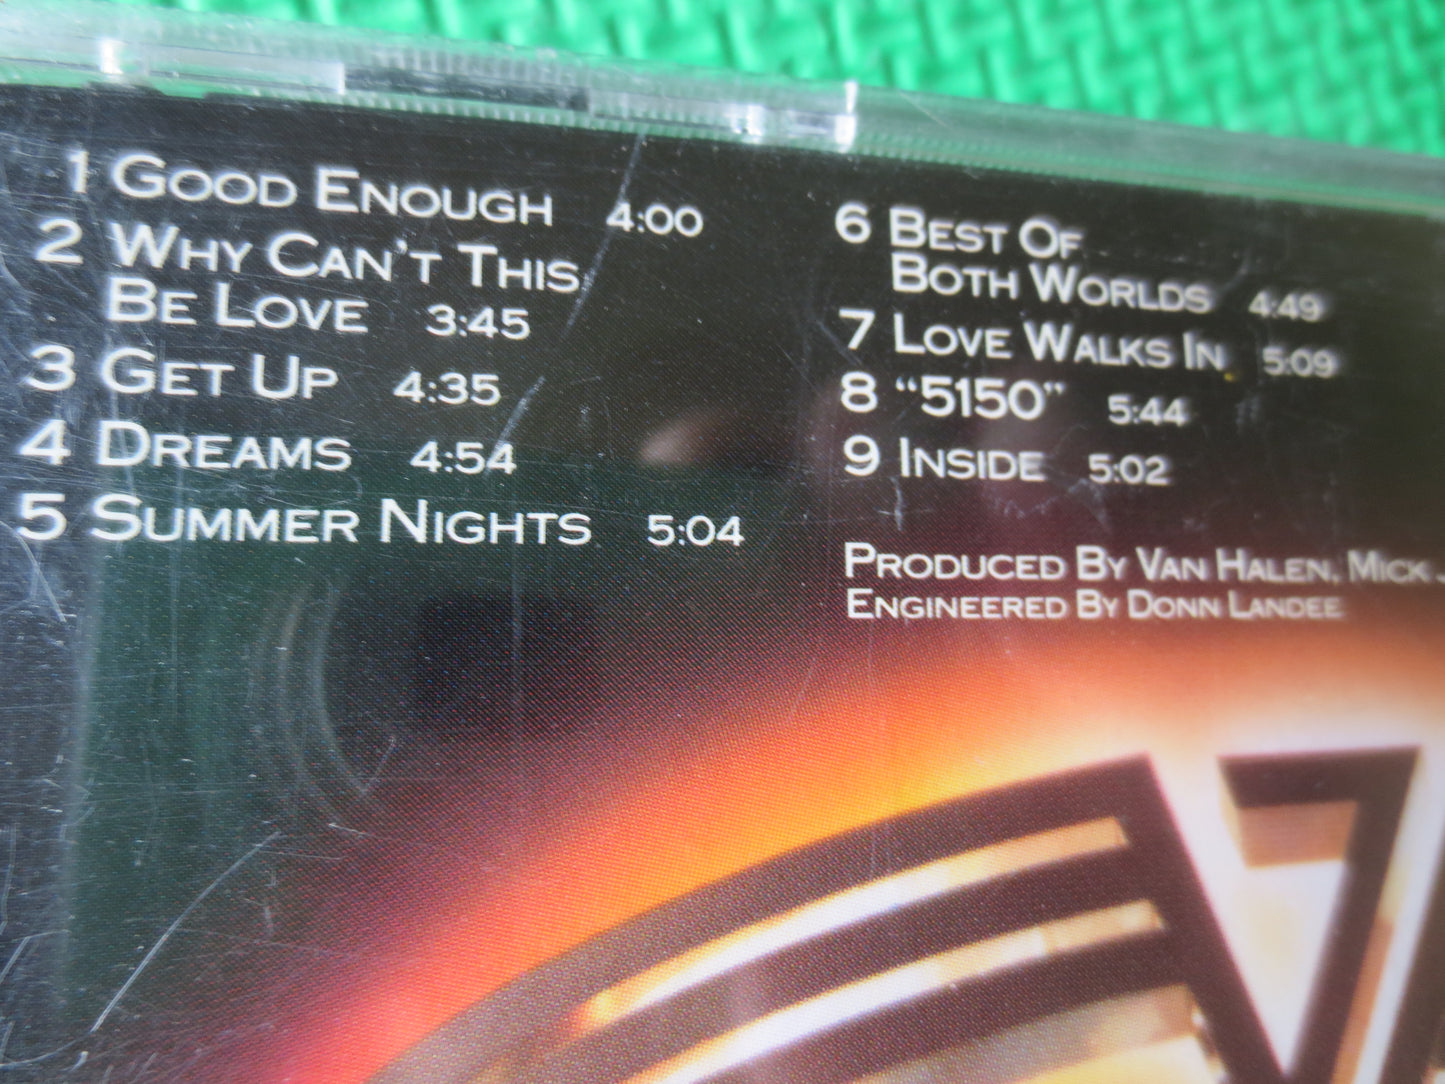 1 GOOD ENOUGH 4:00
2 WHY CAN'T THIS
BE LOVE 3:45
3 GET UP 4:35
4 DREAMS 4:54
5 SUMMER NIGHTS 5:04
6 BEST OF
BOTH WORLDS 4:49
7 LOVE WALKS IN 5:09
8 “5150” 5:44
9 INSIDE 5:02
PRODUCED BY VAN HALEN, MICK
ENGINEERED BY DONN LANDEE